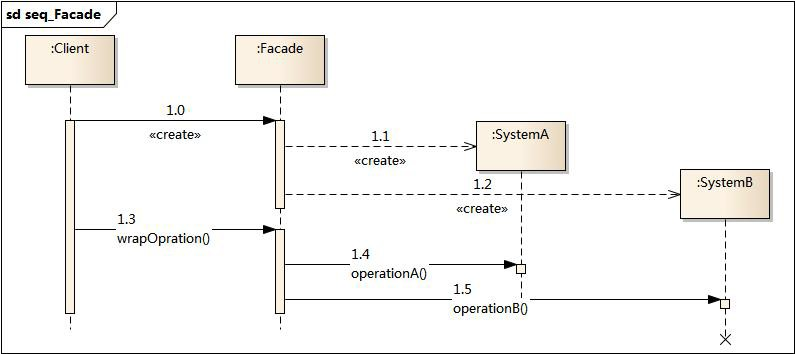 sd seq_Facade
:Client
:Facade
1.0
«create»
1.1
«create»
:SystemA
1.2
«create»
:SystemB
1.3
wrapOpration()
1.4
operationA()
1.5
operationB()